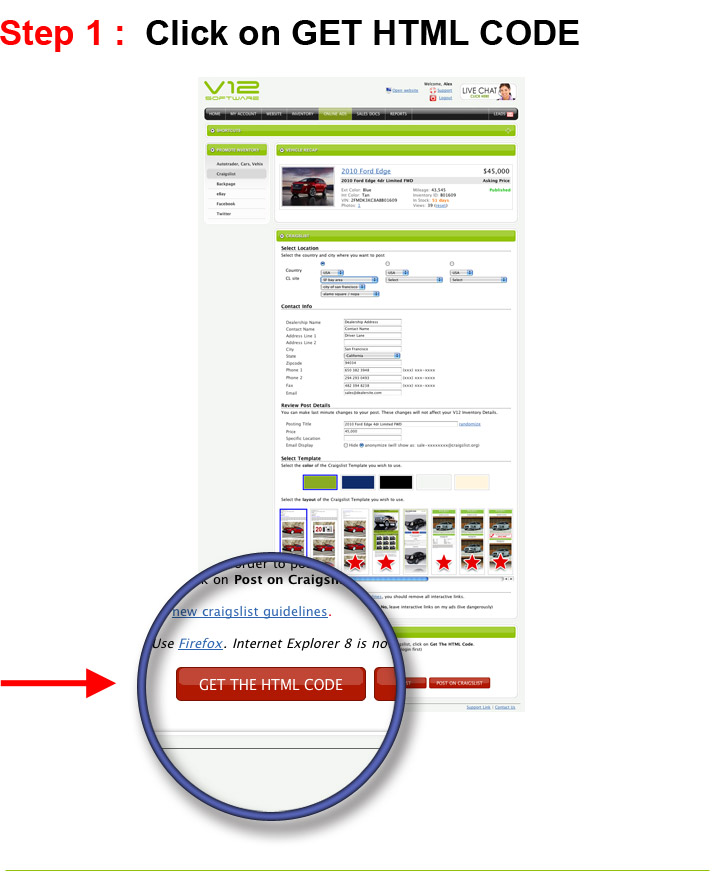 Step 1 : Click on GET HTML CODE
V12
SOFTWARE
Welcome, Alex
Open website
Support
Logout
LIVE CHAT
CLICK HERE
HOME
MY ACCOUNT
WEBSITE
INVENTORY
ONLINE ADS
SALES DOCS
REPORTS
LEADS
SHORTCUTS
PROMOTE INVENTORY
Autotrader, Cars, Vehix
Craigslist
Backpage
eBay
Facebook
Twitter
VEHICLE RECAP
2010 Ford Edge
$45,000
2010 Ford Edge 4dr Limited FWD
Asking Price
Ext Color: Blue
Mileage: 43,545
Published
Int Color: Tan
Inventory ID: B01609
VIN: 2FMDK3KC8ABB01609
In Stock: 51 days
Photos: 1
Views: 39 (reset)
CRAIGSLIST
Select Location
Select the country and city where you want to post
Country
USA
USA
USA
CL site
SF bay area
Select
Select
city of san francisco
alamo square / nopa
Contact Info
Dealership Name
Dealership Address
Contact Name
Contact Name
Address Line 1
Driver Lane
Address Line 2
City
San Francisco
State
California
Zipcode
94034
Phone 1
650 382 3948
(xxx) xxx-xxxx
Phone 2
294 293 0492
(xxx) xxx-xxxx
Fax
492 394 8228
(xxx) xxx-xxxx
Email
sales@dealersite.com
Review Post Details
You can make last minute changes to your post. These changes will not affect your V12 Inventory Details.
Posting Title
2010 Ford Edge 4dr Limited FWD
randomize
Price
45,000
Specific Location
Email Display
Hide
anonymize (will show as: sale-xxxxxxxx@craigslist.org)
Select Template
Select the color of the Craigslist Template you wish to use.
Select the layout of the Craigslist Template you wish to use.
order to po
k on Post on Craigsl
new craigslist guidelines.
, you should remove all interactive links.
No, leave interactive links on my ads (live dangerously)
Use Firefox. Internet Explorer 8 is no
click on Get The HTML Code.
GET THE HTML CODE
POST ON CRAIGSLIST
Support Link | Contact Us